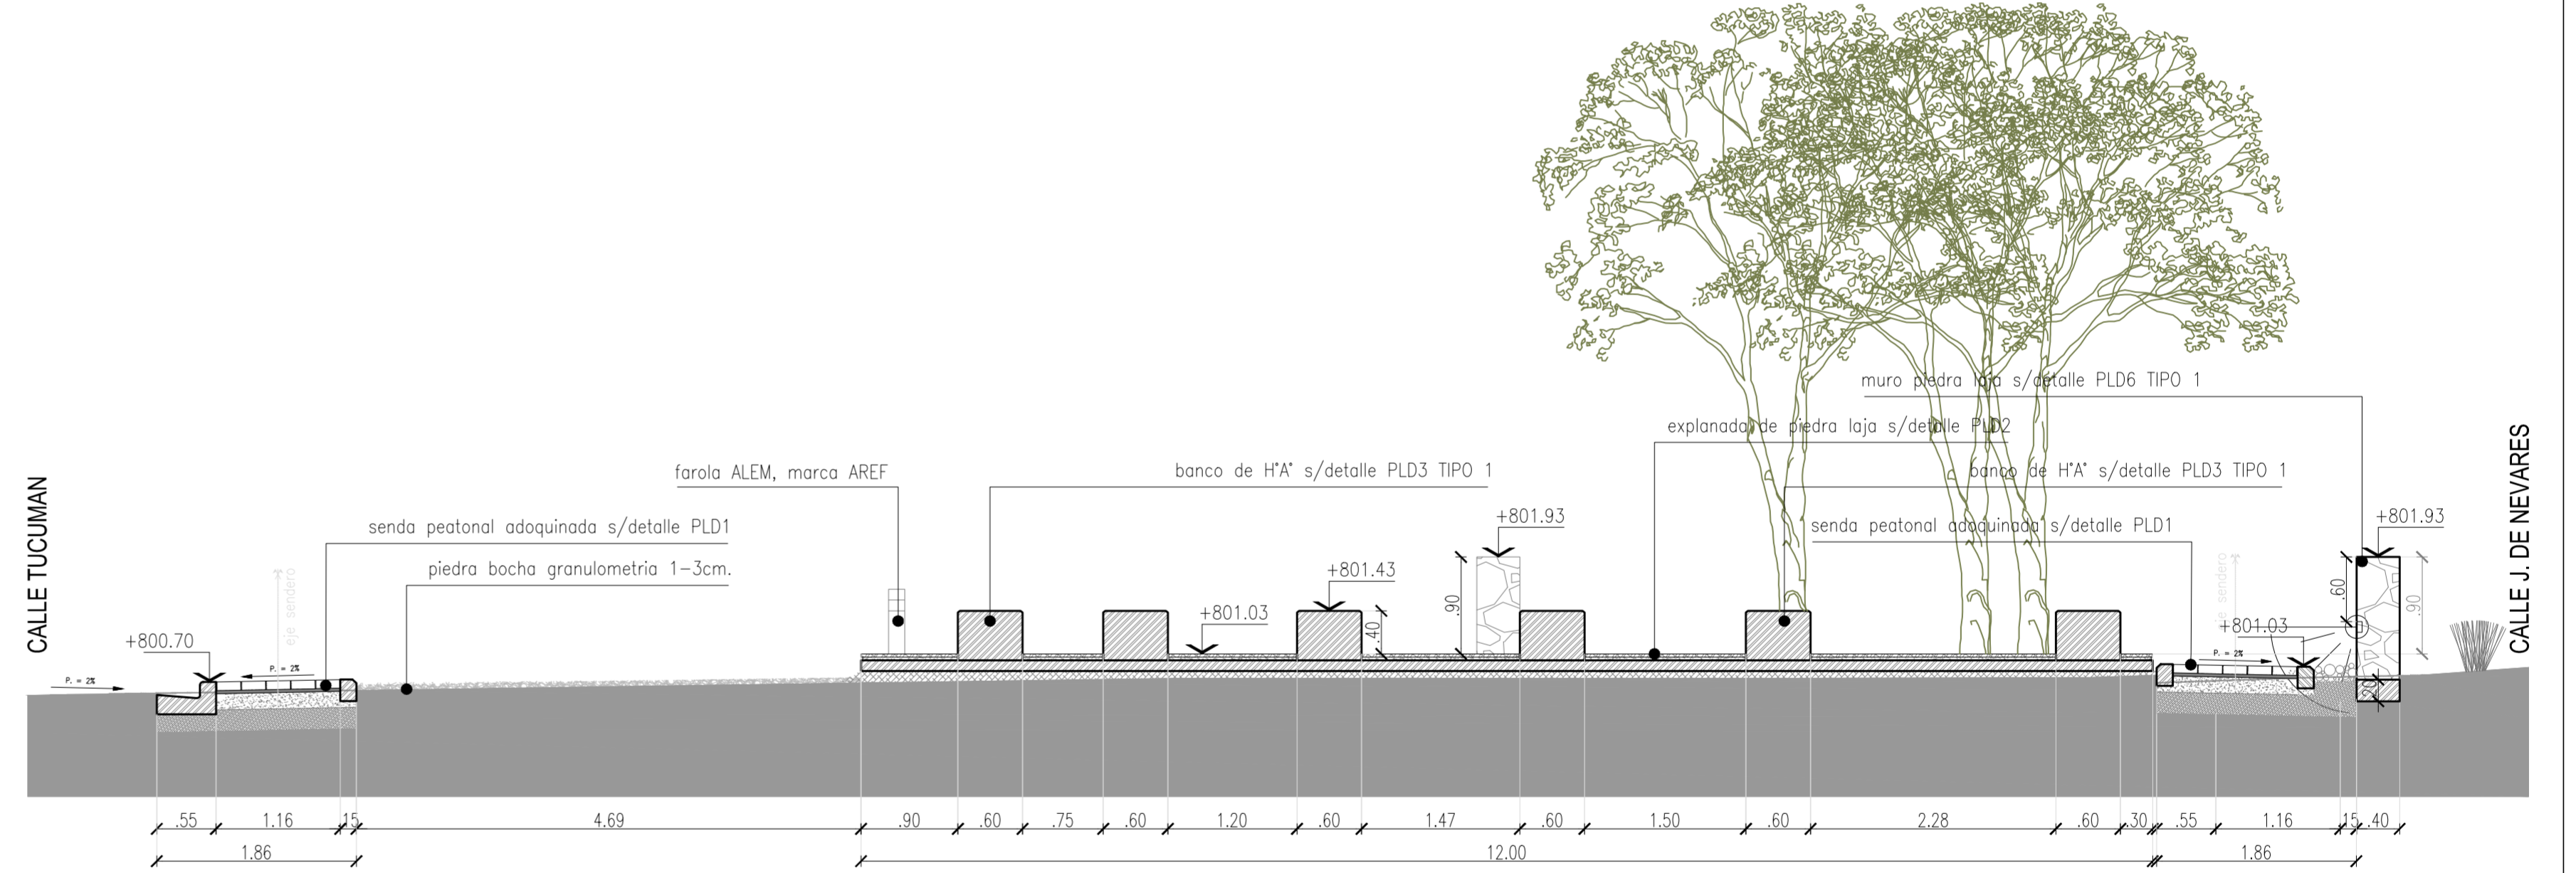 muro piedra laja s/detalle PLD6 TIPO 1
explanada de piedra laja s/detalle PLD2
farola ALEM, marca AREF
banco de H°A° s/detalle PLD3 TIPO 1
banco de H°A° s/detalle PLD3 TIPO 1
CALLE TUCUMAN
CALLE J. DE NEVARES
senda peatonal adoquinada s/detalle PLD1
senda peatonal adoquinada s/detalle PLD1
+801.93
+801.93
piedra bocha granulometria 1-3cm.
+801.43
+801.03
+801.03
+800.70
eje sendero
eje sendero
.90
.40
.60
.90
.20
P. = 2%
P. = 2%
P. = 2%
.55 1.16 .15 4.69 .90 .60 .75 .60 1.20 .60 1.47 .60 1.50 .60 2.28 .60 .30 .55 1.16 .15 .40
1.86 12.00 1.86